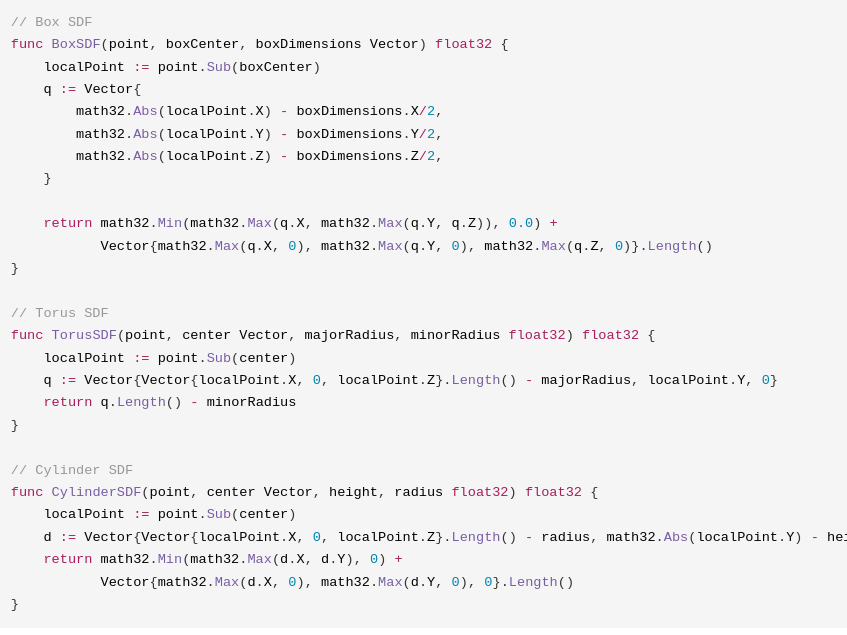 // Box SDF
func BoxSDF(point, boxCenter, boxDimensions Vector) float32 {
    localPoint := point.Sub(boxCenter)
    q := Vector{
        math32.Abs(localPoint.X) - boxDimensions.X/2,
        math32.Abs(localPoint.Y) - boxDimensions.Y/2,
        math32.Abs(localPoint.Z) - boxDimensions.Z/2,
    }

    return math32.Min(math32.Max(q.X, math32.Max(q.Y, q.Z)), 0.0) +
           Vector{math32.Max(q.X, 0), math32.Max(q.Y, 0), math32.Max(q.Z, 0)}.Length()
}

// Torus SDF
func TorusSDF(point, center Vector, majorRadius, minorRadius float32) float32 {
    localPoint := point.Sub(center)
    q := Vector{Vector{localPoint.X, 0, localPoint.Z}.Length() - majorRadius, localPoint.Y, 0}
    return q.Length() - minorRadius
}

// Cylinder SDF
func CylinderSDF(point, center Vector, height, radius float32) float32 {
    localPoint := point.Sub(center)
    d := Vector{Vector{localPoint.X, 0, localPoint.Z}.Length() - radius, math32.Abs(localPoint.Y) -
    return math32.Min(math32.Max(d.X, d.Y), 0) +
           Vector{math32.Max(d.X, 0), math32.Max(d.Y, 0), 0}.Length()
}